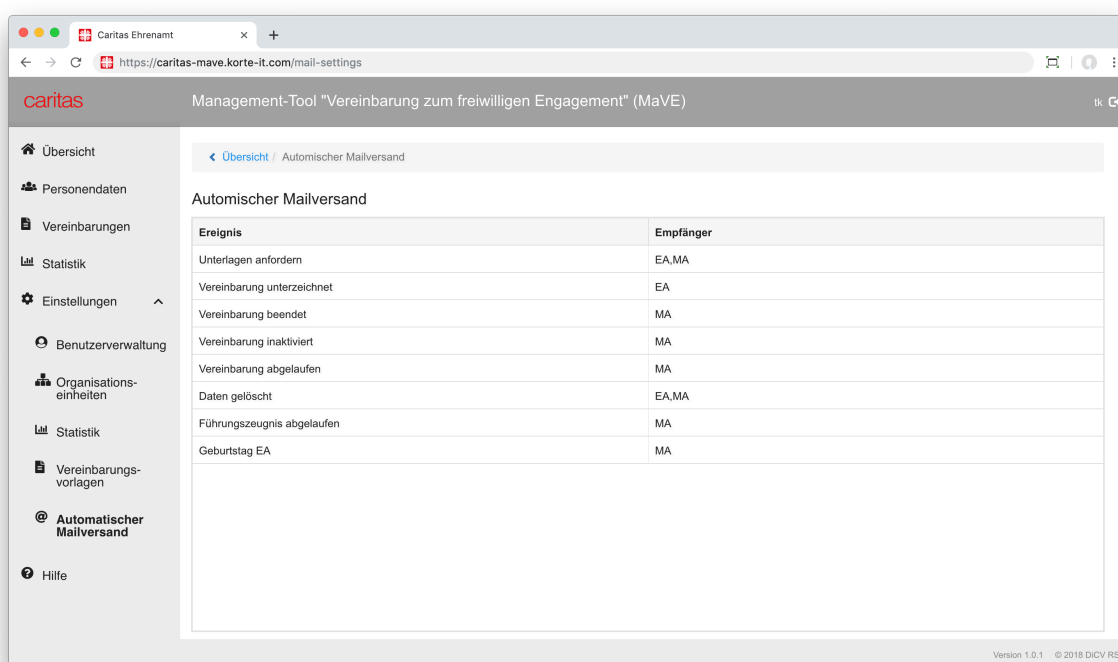 Caritas Ehrenamt
https://caritas-mave.korte-it.com/mail-settings
caritas
Management-Tool "Vereinbarung zum freiwilligen Engagement" (MaVE)
tk
Übersicht
Personendaten
Vereinbarungen
Statistik
Einstellungen
Benutzerverwaltung
Organisations-
einheiten
Statistik
Vereinbarungs-
vorlagen
@ Automatischer
Mailversand
Hilfe
Übersicht / Automischer Mailversand
Automischer Mailversand
Ereignis Empfänger
Unterlagen anfordern EA,MA
Vereinbarung unterzeichnet EA
Vereinbarung beendet MA
Vereinbarung inaktiviert MA
Vereinbarung abgelaufen MA
Daten gelöscht EA,MA
Führungszeugnis abgelaufen MA
Geburtstag EA MA
Version 1.0.1 © 2018 DiCV RS